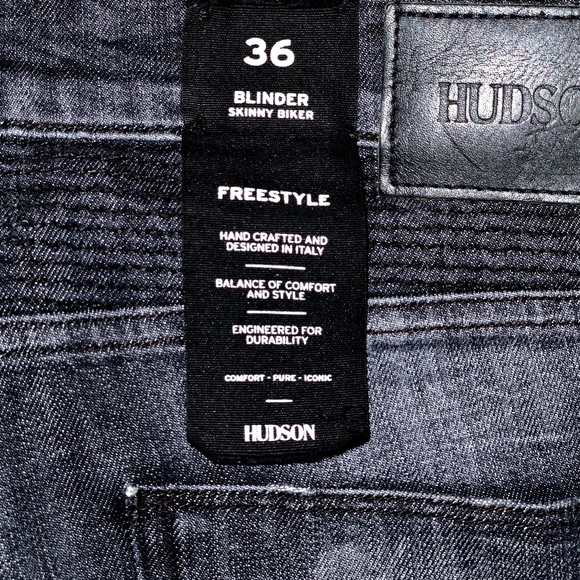 36
BLINDER
SKINNY BIKER
FREESTYLE
HAND CRAFTED AND
DESIGNED IN ITALY
BALANCE OF COMFORT
AND STYLE
ENGINEERED FOR
DURABILITY
COMFORT - PURE - ICONIC
HUDSON
HUDSO